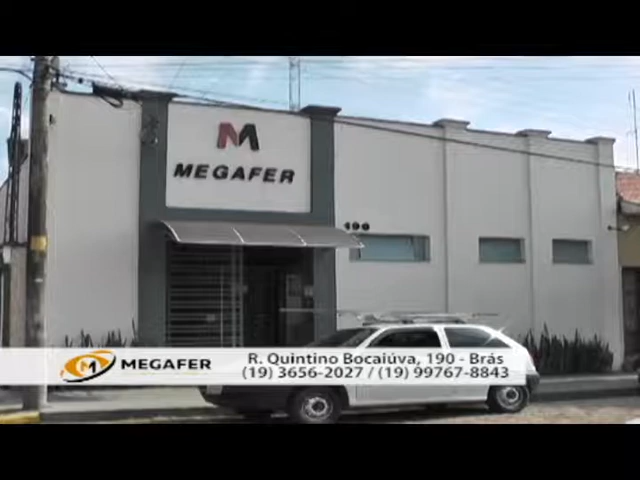 M
MEGAFER
190
M MEGAFER
R. Quintino Bocaiúva, 190 - Brás
(19) 3656-2027 / (19) 99767-8843